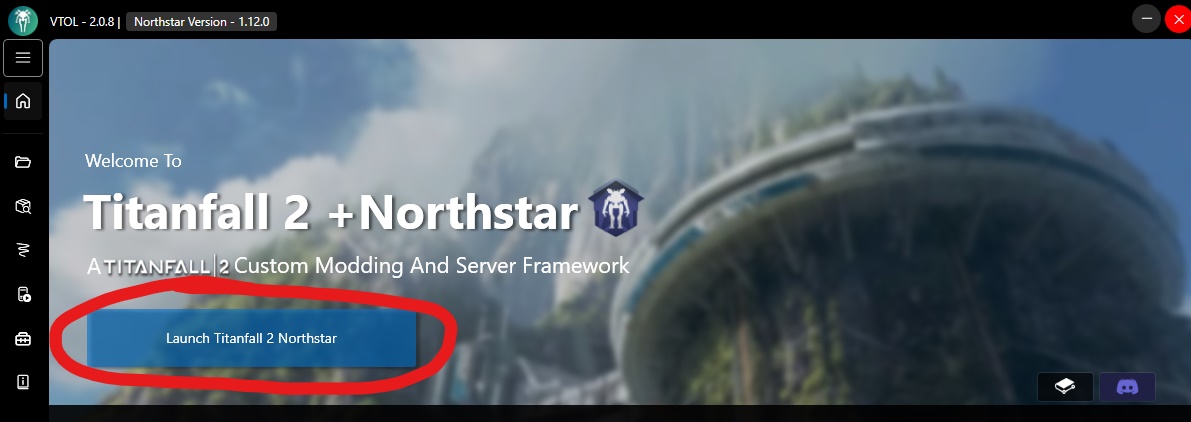 VTOL - 2.0.8 | Northstar Version - 1.12.0
Welcome To
Titanfall 2 +Northstar
A TITANFALL|2 Custom Modding And Server Framework
Launch Titanfall 2 Northstar